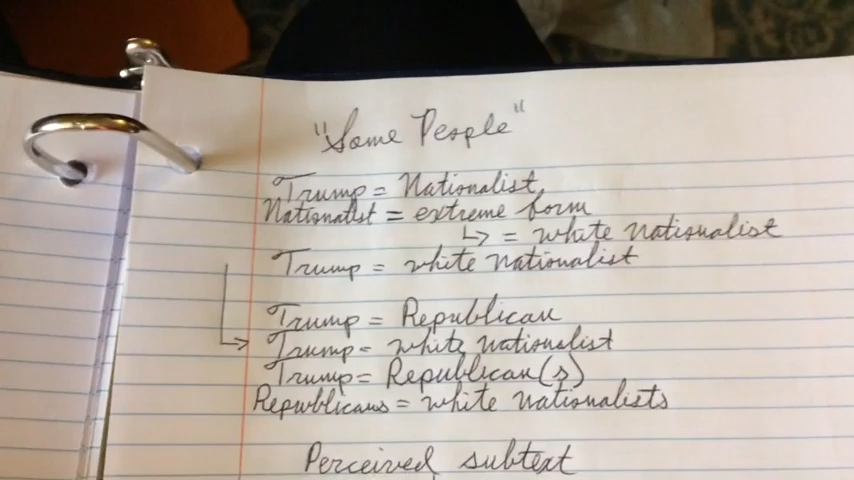 "Some People"
Trump = Nationalist
Nationalist = extreme form
↳ = white nationalist
Trump = white nationalist
Trump = Republican
→ Trump = white nationalist
Trump = Republican(s)
Republicans = white nationalists
Perceived subtext